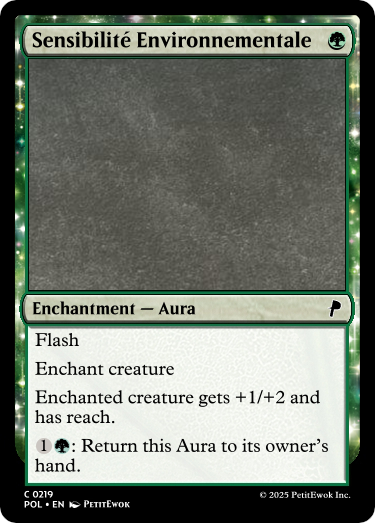 Sensibilité Environnementale
Enchantment — Aura
Flash
Enchant creature
Enchanted creature gets +1/+2 and
has reach.
1 : Return this Aura to its owner's
hand.
C 0219
POL • EN PetitEwok
© 2025 PetitEwok Inc.